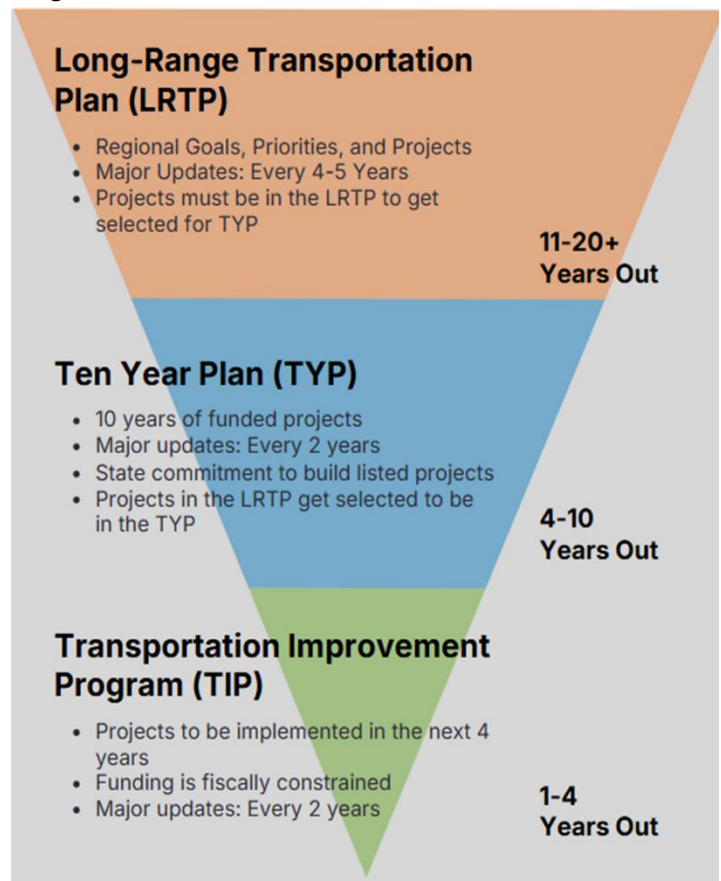 Long-Range Transportation
Plan (LRTP)
• Regional Goals, Priorities, and Projects
• Major Updates: Every 4-5 Years
• Projects must be in the LRTP to get
selected for TYP
11-20+
Years Out
Ten Year Plan (TYP)
• 10 years of funded projects
• Major updates: Every 2 years
• State commitment to build listed projects
• Projects in the LRTP get selected to be
in the TYP
4-10
Years Out
Transportation Improvement
Program (TIP)
• Projects to be implemented in the next 4
years
• Funding is fiscally constrained
• Major updates: Every 2 years
1-4
Years Out